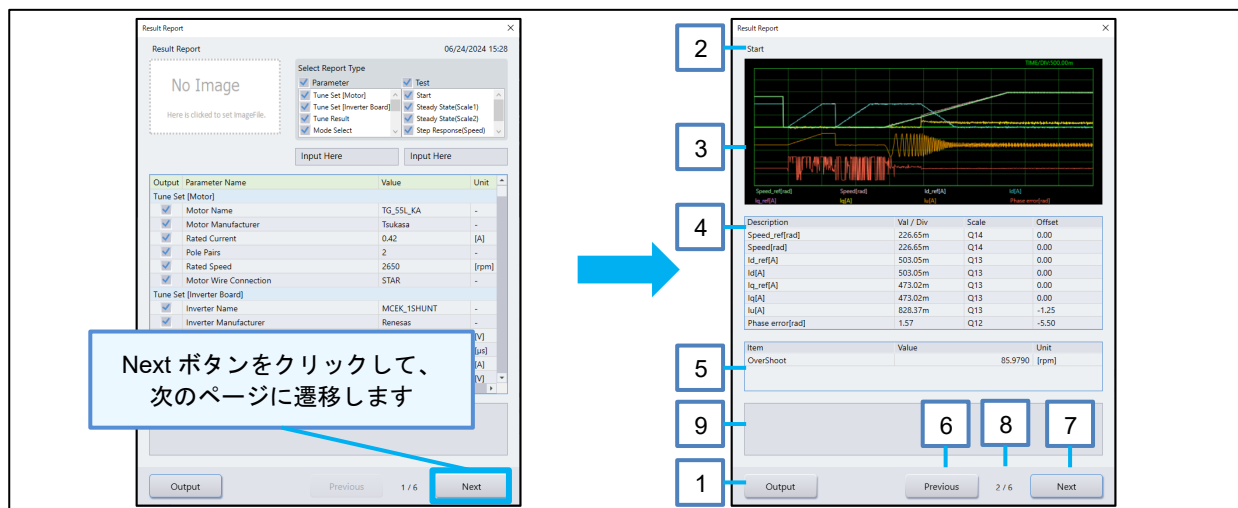 Result Report
×
Result Report
06/24/2024 15:28
No Image
Here is clicked to set ImageFile.
Select Report Type
Parameter
Tune Set [Motor]
Tune Set [Inverter Board]
Tune Result
Mode Select
Test
Start
Steady State(Scale1)
Steady State(Scale2)
Step Response(Speed)
Input Here
Input Here
Output Parameter Name Value Unit
Tune Set [Motor]
Motor Name TG_55L_KA -
Motor Manufacturer Tsukasa -
Rated Current 0.42 [A]
Pole Pairs 2 -
Rated Speed 2650 [rpm]
Motor Wire Connection STAR -
Tune Set [Inverter Board]
Inverter Name MCEK_1SHUNT -
Inverter Manufacturer Renesas -
[V]
[µs]
[A]
[V]
Next ボタンをクリックして、
次のページに遷移します
Output
Previous
1 / 6
Next
Result Report
×
2
Start
TIME/DIV:500.00m
3
Speed_ref[rad] Speed[rad] Id_ref[A] Id[A]
Iq_ref[A] Iq[A] Iu[A] Phase error[rad]
4
Description Val / Div Scale Offset
Speed_ref[rad] 226.65m Q14 0.00
Speed[rad] 226.65m Q14 0.00
Id_ref[A] 503.05m Q13 0.00
Id[A] 503.05m Q13 0.00
Iq_ref[A] 473.02m Q13 0.00
Iq[A] 473.02m Q13 0.00
Iu[A] 828.37m Q13 -1.25
Phase error[rad] 1.57 Q12 -5.50
5
Item Value Unit
OverShoot 85.9790 [rpm]
9
6
8
7
1
Output
Previous
2 / 6
Next